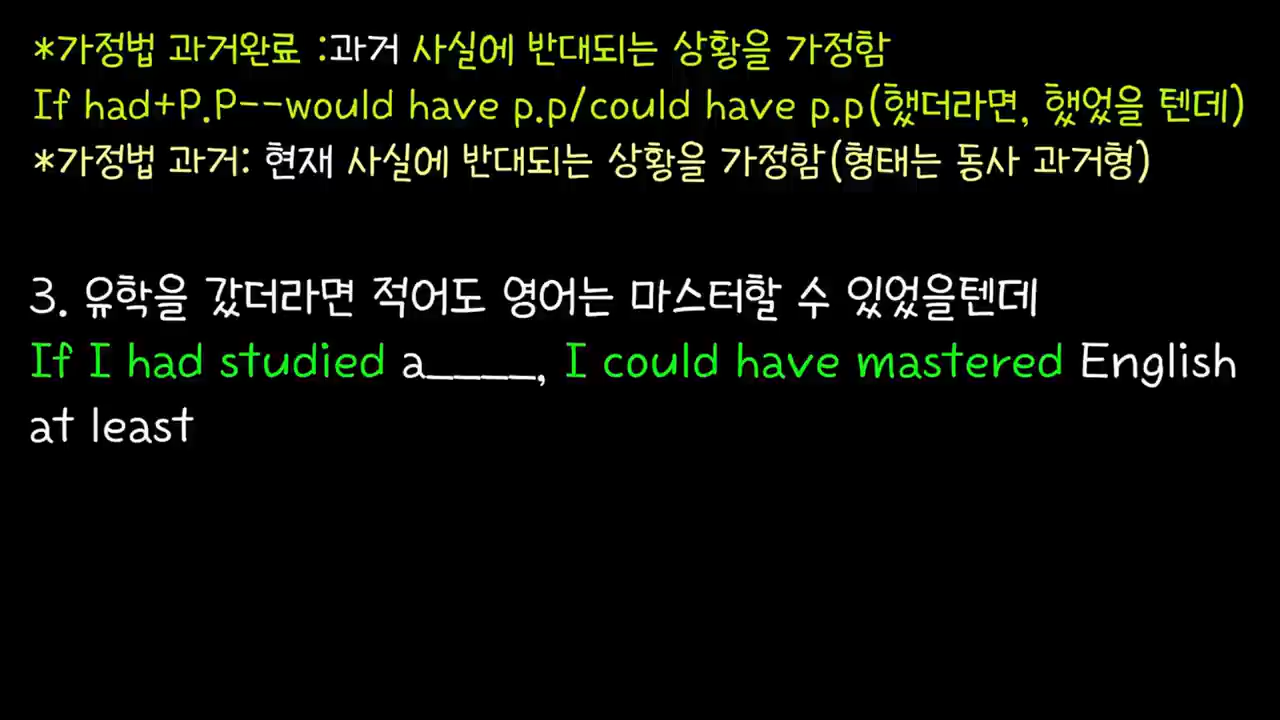 *가정법 과거완료 :과거 사실에 반대되는 상황을 가정함
If had+P.P--would have p.p/could have p.p(했더라면, 했었을 텐데)
*가정법 과거: 현재 사실에 반대되는 상황을 가정함(형태는 동사 과거형)
3. 유학을 갔더라면 적어도 영어는 마스터할 수 있었을텐데
If I had studied a____, I could have mastered English
at least